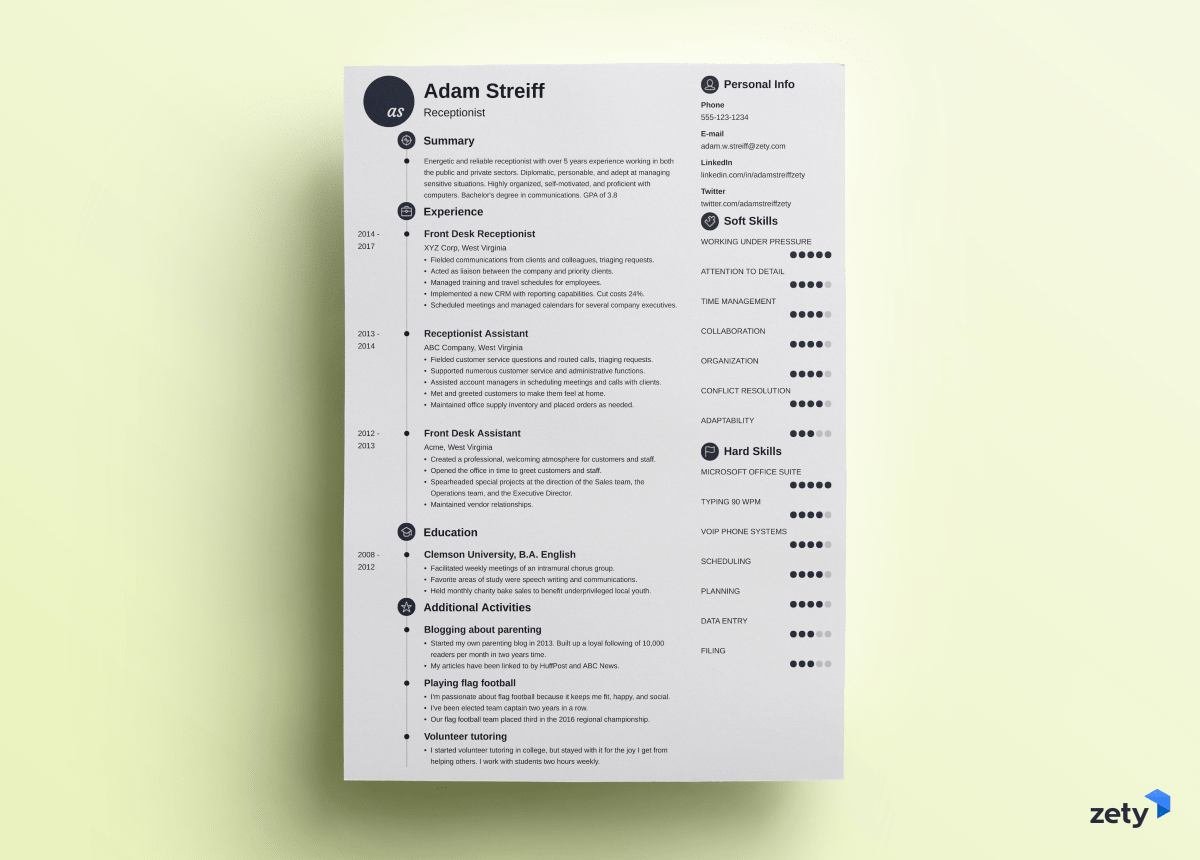 as
Adam Streiff
Receptionist
Summary
Energetic and reliable receptionist with over 5 years experience working in both
the public and private sectors. Diplomatic, personable, and adept at managing
sensitive situations. Highly organized, self-motivated, and proficient with
computers. Bachelor's degree in communications. GPA of 3.8
Experience
2014 -
2017
Front Desk Receptionist
XYZ Corp, West Virginia
• Fielded communications from clients and colleagues, triaging requests.
• Acted as liaison between the company and priority clients.
• Managed training and travel schedules for employees.
• Implemented a new CRM with reporting capabilities. Cut costs 24%.
• Scheduled meetings and managed calendars for several company executives.
2013 -
2014
Receptionist Assistant
ABC Company, West Virginia
• Fielded customer service questions and routed calls, triaging requests.
• Supported numerous customer service and administrative functions.
• Assisted account managers in scheduling meetings and calls with clients.
• Met and greeted customers to make them feel at home.
• Maintained office supply inventory and placed orders as needed.
2012 -
2013
Front Desk Assistant
Acme, West Virginia
• Created a professional, welcoming atmosphere for customers and staff.
• Opened the office in time to greet customers and staff.
• Spearheaded special projects at the direction of the Sales team, the
Operations team, and the Executive Director.
• Maintained vendor relationships.
Education
2008 -
2012
Clemson University, B.A. English
• Facilitated weekly meetings of an intramural chorus group.
• Favorite areas of study were speech writing and communications.
• Held monthly charity bake sales to benefit underprivileged local youth.
Additional Activities
Blogging about parenting
• Started my own parenting blog in 2013. Built up a loyal following of 10,000
readers per month in two years time.
• My articles have been linked to by HuffPost and ABC News.
Playing flag football
• I'm passionate about flag football because it keeps me fit, happy, and social.
• I've been elected team captain two years in a row.
• Our flag football team placed third in the 2016 regional championship.
Volunteer tutoring
• I started volunteer tutoring in college, but stayed with it for the joy I get from
helping others. I work with students two hours weekly.
Personal Info
Phone
555-123-1234
E-mail
adam.w.streiff@zety.com
LinkedIn
linkedin.com/in/adamstreiffzety
Twitter
twitter.com/adamstreiffzety
Soft Skills
WORKING UNDER PRESSURE
ATTENTION TO DETAIL
TIME MANAGEMENT
COLLABORATION
ORGANIZATION
CONFLICT RESOLUTION
ADAPTABILITY
Hard Skills
MICROSOFT OFFICE SUITE
TYPING 90 WPM
VOIP PHONE SYSTEMS
SCHEDULING
PLANNING
DATA ENTRY
FILING
zety